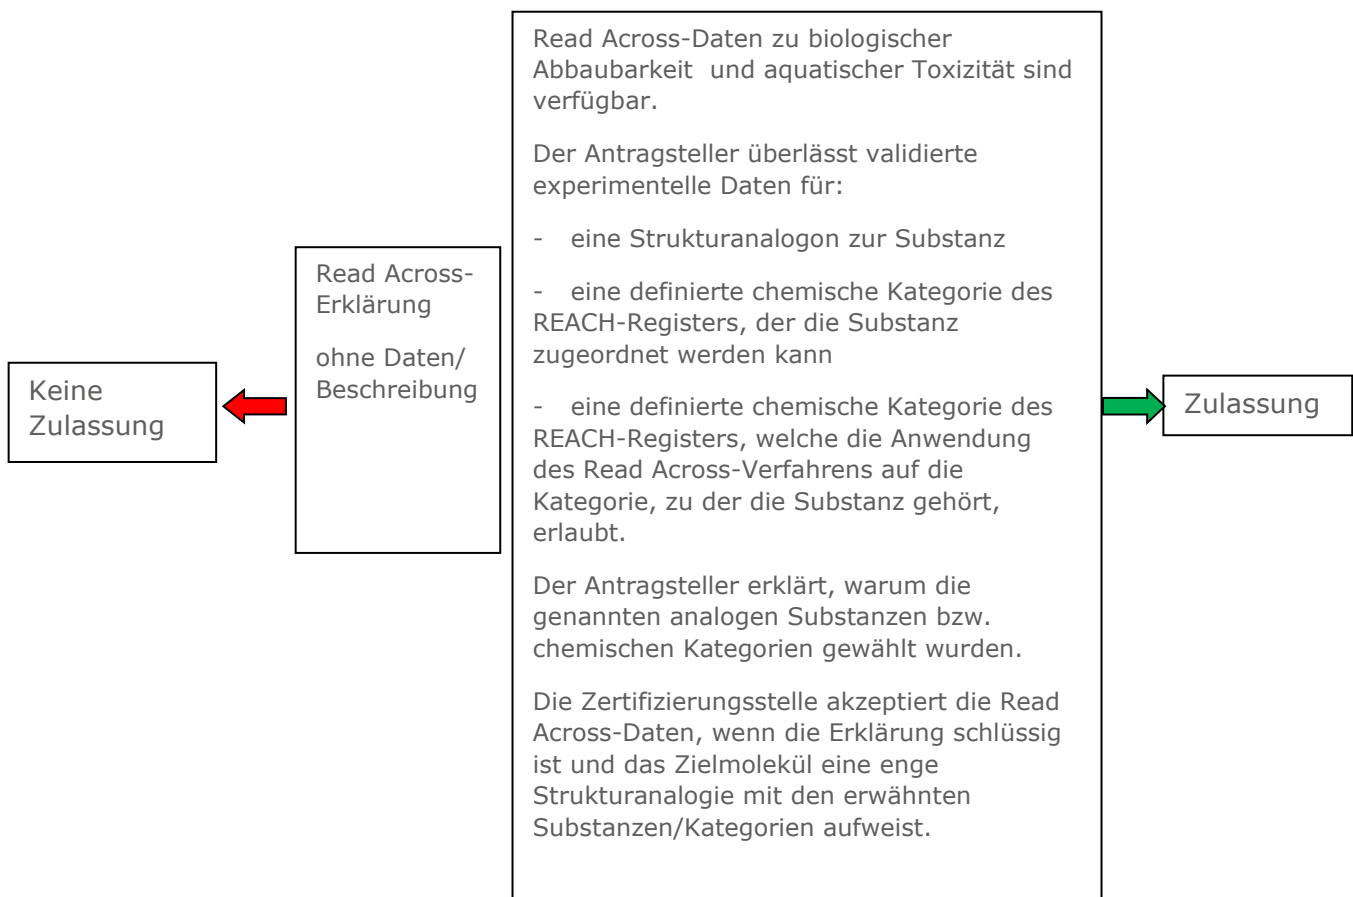 Keine
Zulassung
Read Across-
Erklärung
ohne Daten/
Beschreibung
Read Across-Daten zu biologischer
Abbaubarkeit  und aquatischer Toxizität sind
verfügbar.
Der Antragsteller überlässt validierte
experimentelle Daten für:
- eine Strukturanalogon zur Substanz
- eine definierte chemische Kategorie des
REACH-Registers, der die Substanz
zugeordnet werden kann
- eine definierte chemische Kategorie des
REACH-Registers, welche die Anwendung
des Read Across-Verfahrens auf die
Kategorie, zu der die Substanz gehört,
erlaubt.
Der Antragsteller erklärt, warum die
genannten analogen Substanzen bzw.
chemischen Kategorien gewählt wurden.
Die Zertifizierungsstelle akzeptiert die Read
Across-Daten, wenn die Erklärung schlüssig
ist und das Zielmolekül eine enge
Strukturanalogie mit den erwähnten
Substanzen/Kategorien aufweist.
Zulassung